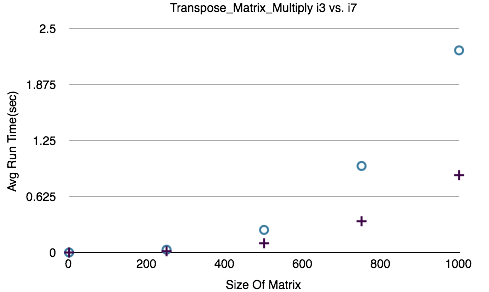 Transpose_Matrix_Multiply i3 vs. i7
2.5
1.875
1.25
0.625
0
Avg Run Time(sec)
0 200 400 600 800 1000
Size Of Matrix